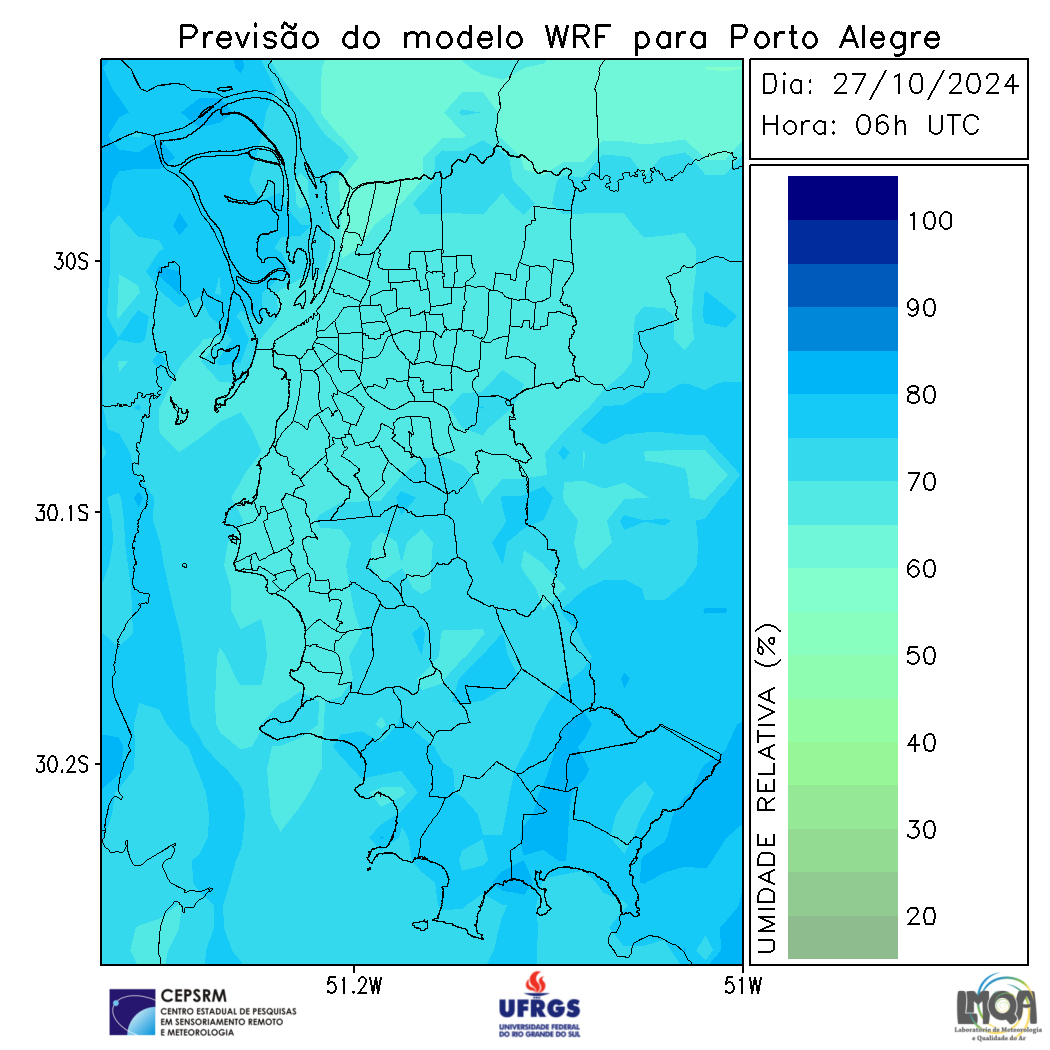 Previsão do modelo WRF para Porto Alegre
Dia: 27/10/2024
Hora: 06h UTC
30S
30.1S
30.2S
51.2W
51W
100
90
80
70
60
50
40
30
20
UMIDADE RELATIVA (%)
CEPSRM
CENTRO ESTADUAL DE PESQUISAS
EM SENSORIAMENTO REMOTO
E METEOROLOGIA
UFRGS
UNIVERSIDADE FEDERAL
DO RIO GRANDE DO SUL
LMQA
Laboratório de Meteorologia
e Qualidade do Ar